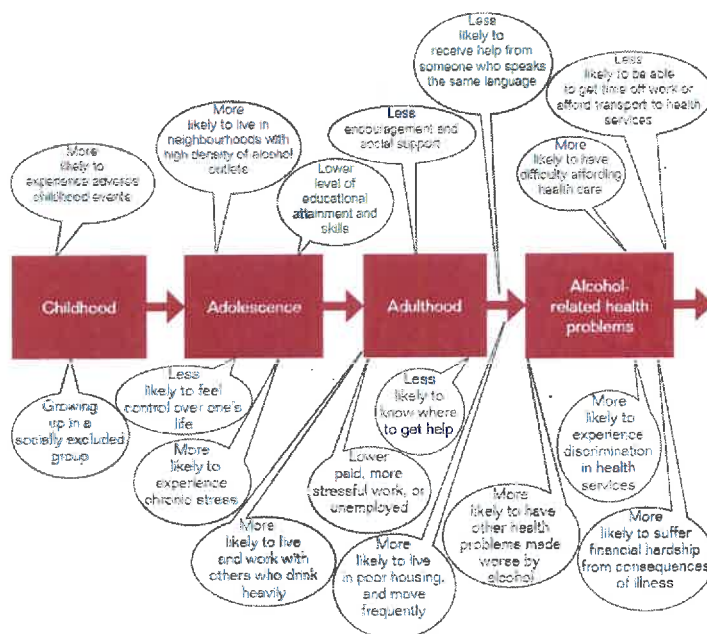 Less
likely to
receive help from
someone who speaks
the same language
Less
likely to be able
to get time off work or
afford transport to health
services
More
likely to live in
neighbourhoods with
high density of alcohol
outlets
Less
encouragement and
social support
More
likely to
experience adverse
childhood events
Lower
level of
educational
attainment and
skills
More
likely to have
difficulty affording
health care
Childhood
Adolescence
Adulthood
Alcohol-
related health
problems
Growing
up in a
socially excluded
group
Less
likely to feel
control over one's
life
More
likely to
experience
chronic stress
More
likely to live
and work with
others who drink
heavily
Lower
paid, more
stressful work, or
unemployed
Less
likely to
know where
to get help
More
likely to live
in poor housing,
and move
frequently
More
likely to have
other health
problems made
worse by
alcohol
More
likely to
experience
discrimination
in health
services
More
likely to suffer
financial hardship
from consequences
of illness